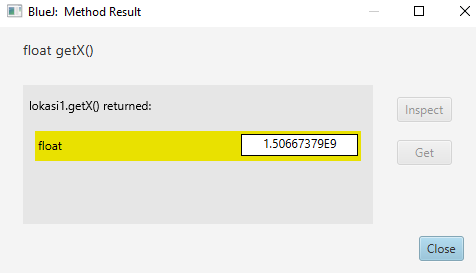 BlueJ: Method Result
float getX()
lokasi1.getX() returned:
Inspect
float 1.50667379E9
Get
Close